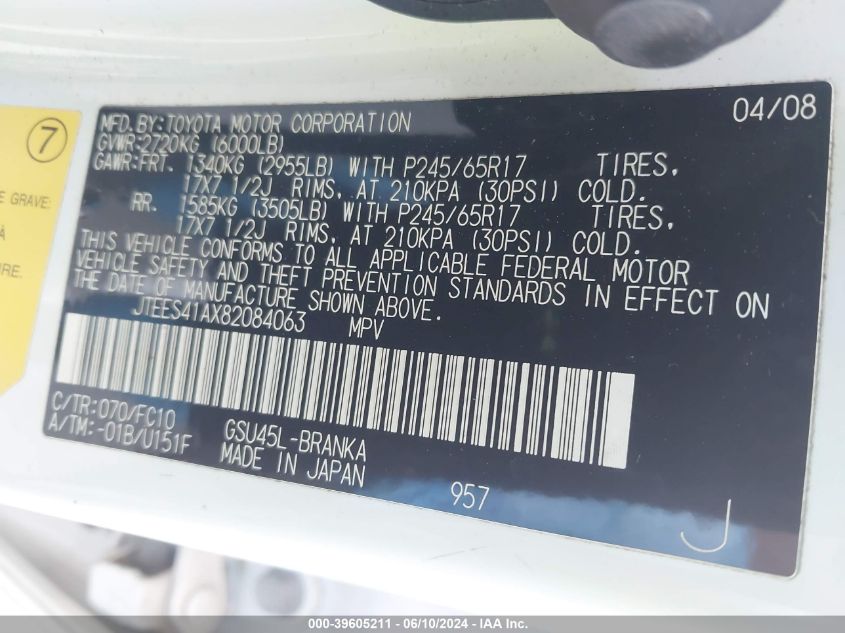 7
E GRAVE:
À
RE.
04/08
MFD.BY:TOYOTA MOTOR CORPORATION
GVWR:2720KG (6000LB)
GAWR:FRT. 1340KG (2955LB) WITH P245/65R17 TIRES,
17X7 1/2J RIMS, AT 210KPA (30PSI) COLD.
RR. 1585KG (3505LB) WITH P245/65R17 TIRES,
17X7 1/2J RIMS, AT 210KPA (30PSI) COLD.
THIS VEHICLE CONFORMS TO ALL APPLICABLE FEDERAL MOTOR
VEHICLE SAFETY AND THEFT PREVENTION STANDARDS IN EFFECT ON
THE DATE OF MANUFACTURE SHOWN ABOVE.
JTEES41AX82084063 MPV
C/TR:070/FC10
A/TM:-01B/U151F
GSU45L-BRANKA
MADE IN JAPAN
957
J
000-39605211 - 06/10/2024 - IAA Inc.